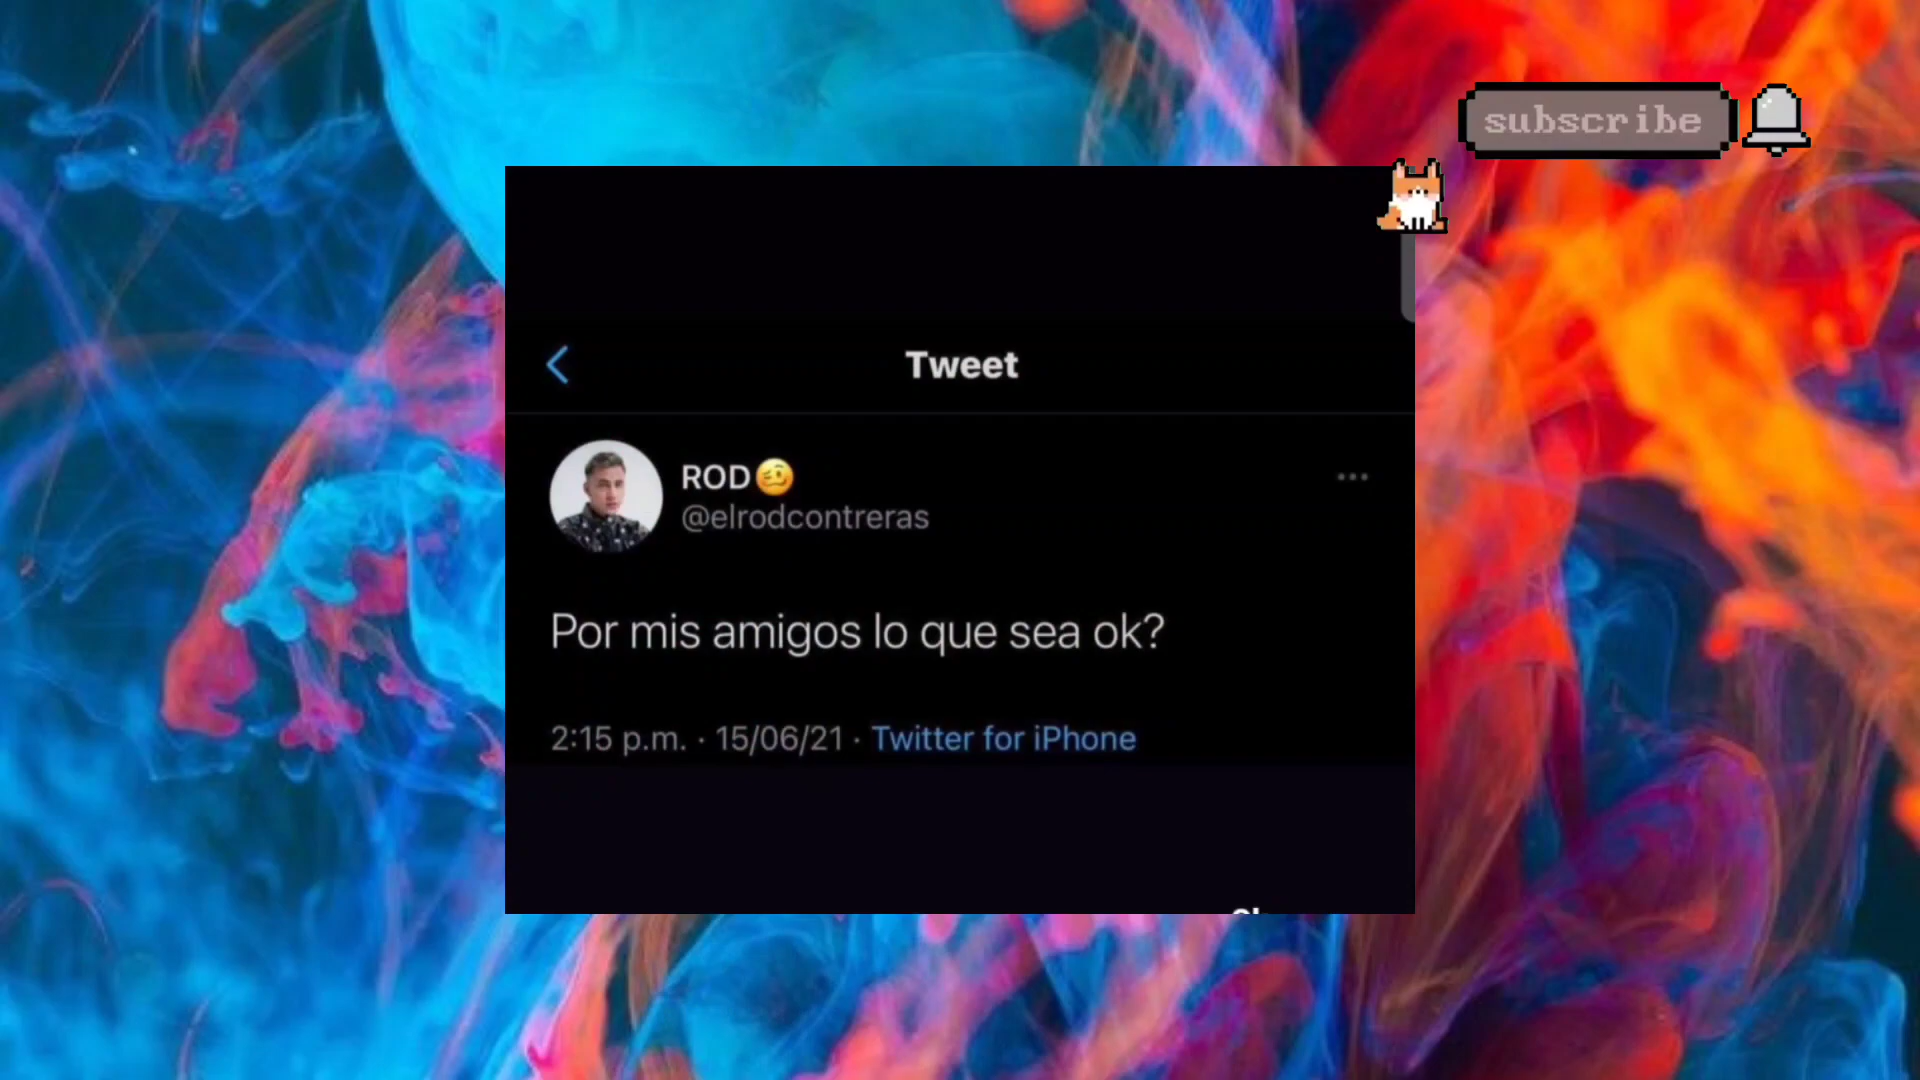 subscribe
Tweet
ROD🥴
@elrodcontreras
Por mis amigos lo que sea ok?
2:15 p.m. · 15/06/21 · Twitter for iPhone